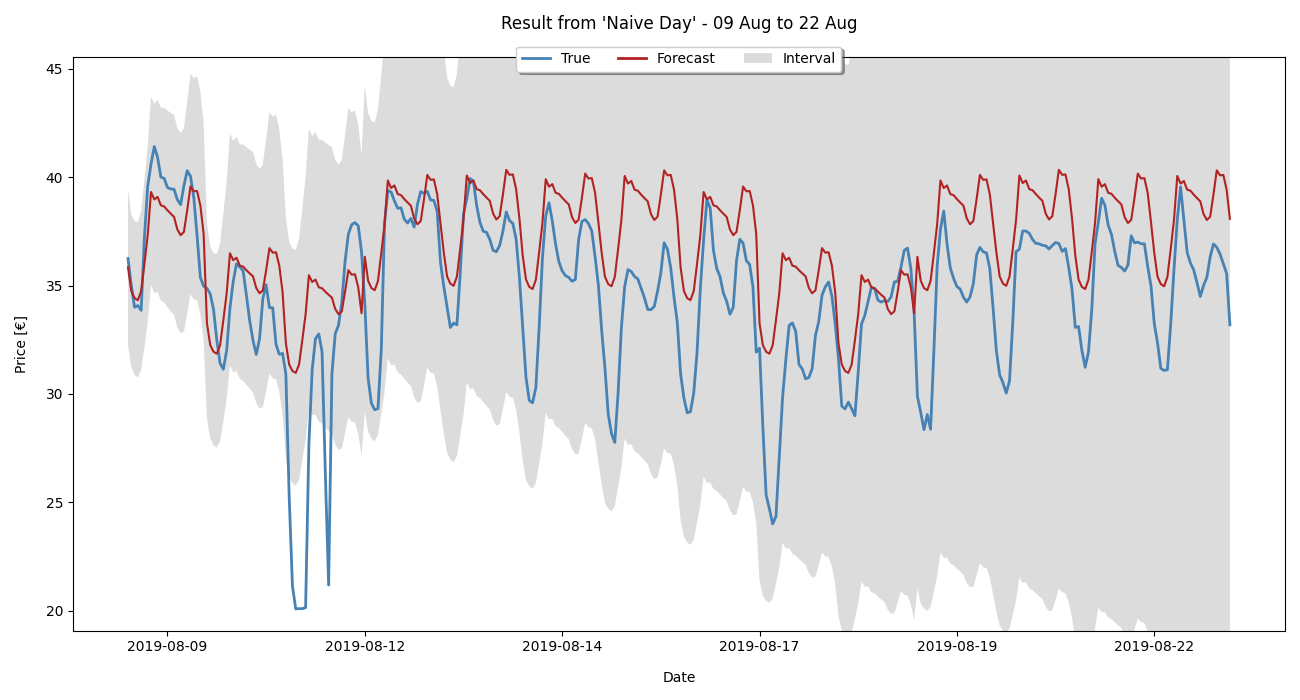 Result from 'Naive Day' - 09 Aug to 22 Aug
True Forecast Interval
45
40
35
30
25
20
Price [€]
2019-08-09 2019-08-12 2019-08-14 2019-08-17 2019-08-19 2019-08-22
Date